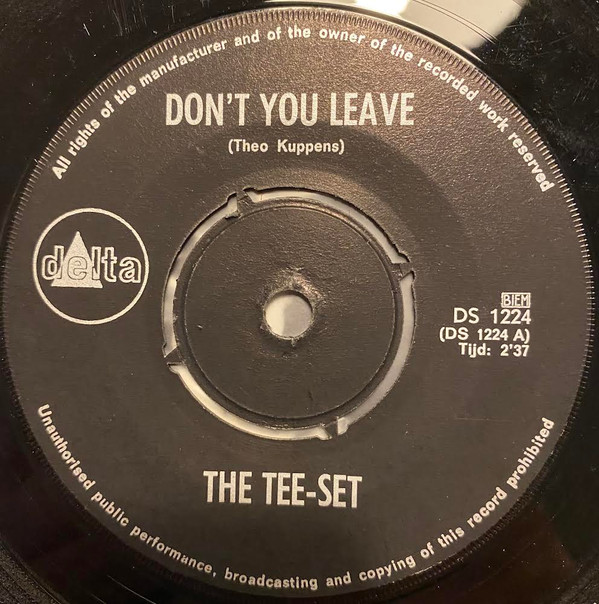 All rights of the manufacturer and of the owner of the recorded work reserved
DON'T YOU LEAVE
(Theo Kuppens)
delta
BIEM
DS 1224
(DS 1224 A)
Tijd: 2'37
THE TEE-SET
Unauthorised public performance, broadcasting and copying of this record prohibited